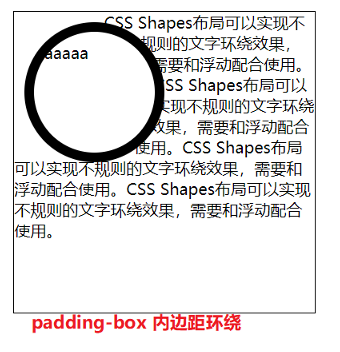 CSS Shapes布局可以实现不
规则的文字环绕效果，
aaaaa
需要和浮动配合使用。
CSS Shapes布局可以
实现不规则的文字环绕
效果，需要和浮动配合
使用。CSS Shapes布局
可以实现不规则的文字环绕效果，需要和
浮动配合使用。CSS Shapes布局可以实现
不规则的文字环绕效果，需要和浮动配合
使用。
padding-box 内边距环绕